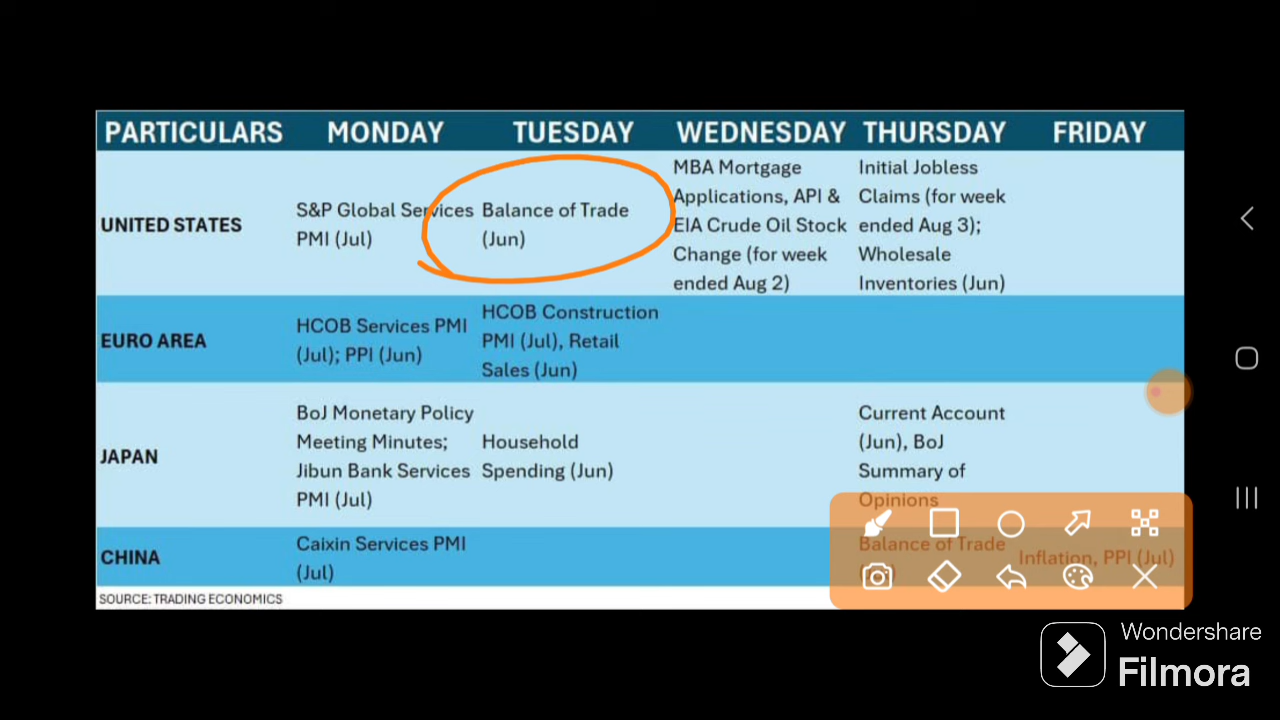 PARTICULARS MONDAY TUESDAY WEDNESDAY THURSDAY FRIDAY
UNITED STATES
S&P Global Services
PMI (Jul)
Balance of Trade
(Jun)
MBA Mortgage
Applications, API &
EIA Crude Oil Stock
Change (for week
ended Aug 2)
Initial Jobless
Claims (for week
ended Aug 3);
Wholesale
Inventories (Jun)
EURO AREA
HCOB Services PMI
(Jul); PPI (Jun)
HCOB Construction
PMI (Jul), Retail
Sales (Jun)
JAPAN
BoJ Monetary Policy
Meeting Minutes;
Jibun Bank Services
PMI (Jul)
Household
Spending (Jun)
Current Account
(Jun), BoJ
Summary of
Opinions
CHINA
Caixin Services PMI
(Jul)
Balance of Trade
Inflation, PPI (Jul)
SOURCE: TRADING ECONOMICS
Wondershare
Filmora